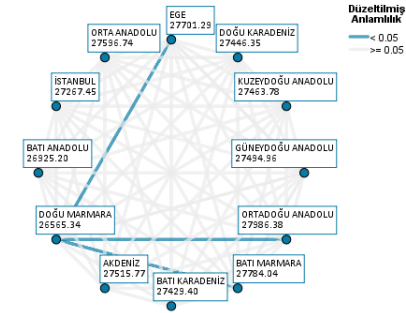 Düzeltilmiş
Anlamlılık
< 0.05
>= 0.05
EGE
27701.29
ORTA ANADOLU
27596.74
DOĞU KARADENİZ
27446.35
İSTANBUL
27267.45
KUZEYDOĞU ANADOLU
27463.78
BATI ANADOLU
26925.20
GÜNEYDOĞU ANADOLU
27494.96
DOĞU MARMARA
26565.34
ORTADOĞU ANADOLU
27986.38
AKDENİZ
27515.77
BATI MARMARA
27784.04
BATI KARADENİZ
27429.40